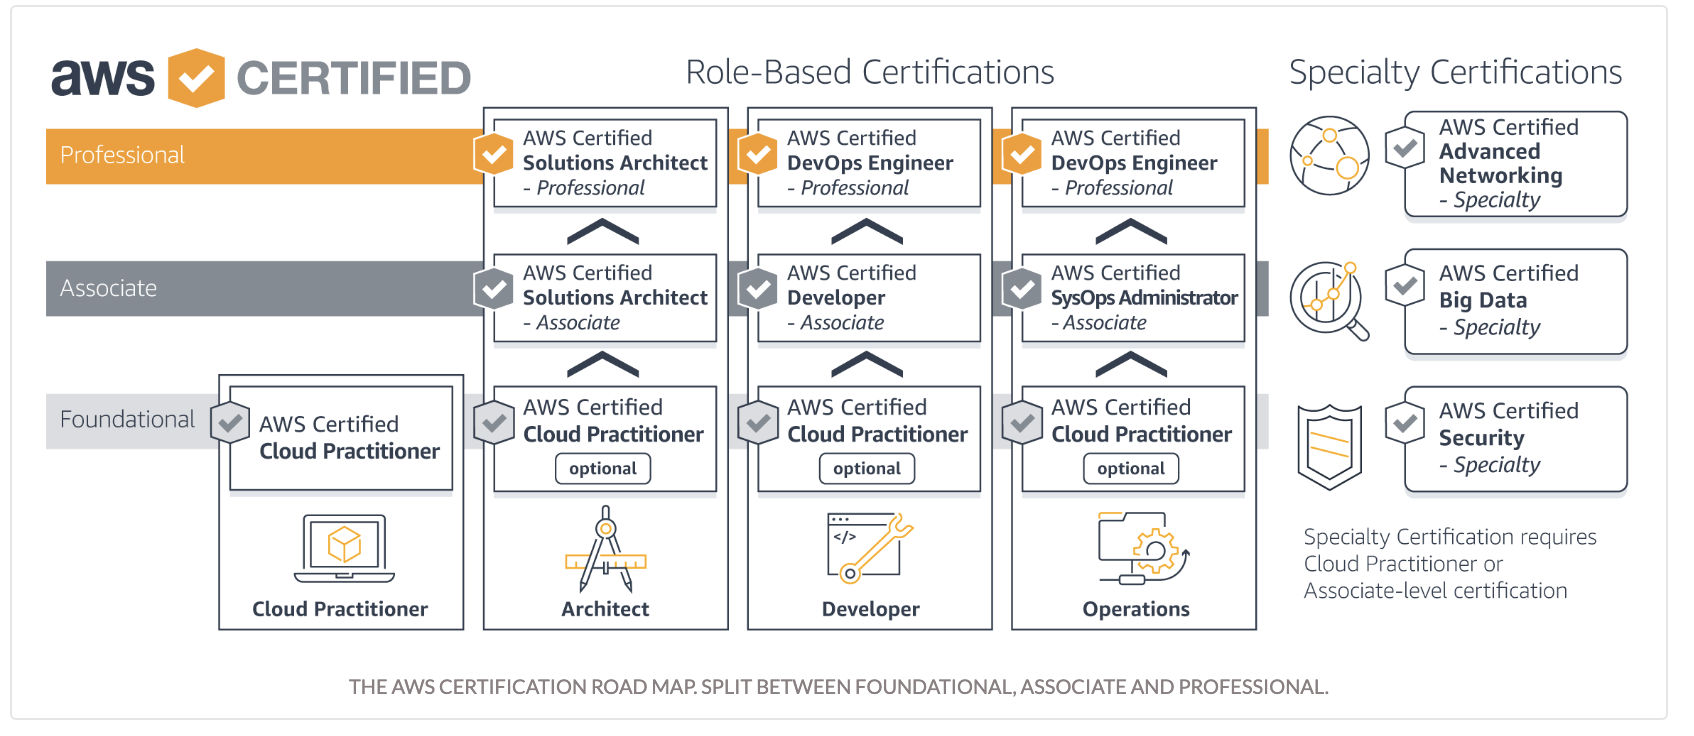 aws CERTIFIED
Role-Based Certifications
Specialty Certifications
Professional
AWS Certified
Solutions Architect
- Professional
AWS Certified
DevOps Engineer
- Professional
AWS Certified
DevOps Engineer
- Professional
AWS Certified
Advanced
Networking
- Specialty
Associate
AWS Certified
Solutions Architect
- Associate
AWS Certified
Developer
- Associate
AWS Certified
SysOps Administrator
- Associate
AWS Certified
Big Data
- Specialty
Foundational
AWS Certified
Cloud Practitioner
AWS Certified
Cloud Practitioner
optional
AWS Certified
Cloud Practitioner
optional
AWS Certified
Cloud Practitioner
optional
AWS Certified
Security
- Specialty
</>
Cloud Practitioner
Architect
Developer
Operations
Specialty Certification requires
Cloud Practitioner or
Associate-level certification
THE AWS CERTIFICATION ROAD MAP. SPLIT BETWEEN FOUNDATIONAL, ASSOCIATE AND PROFESSIONAL.